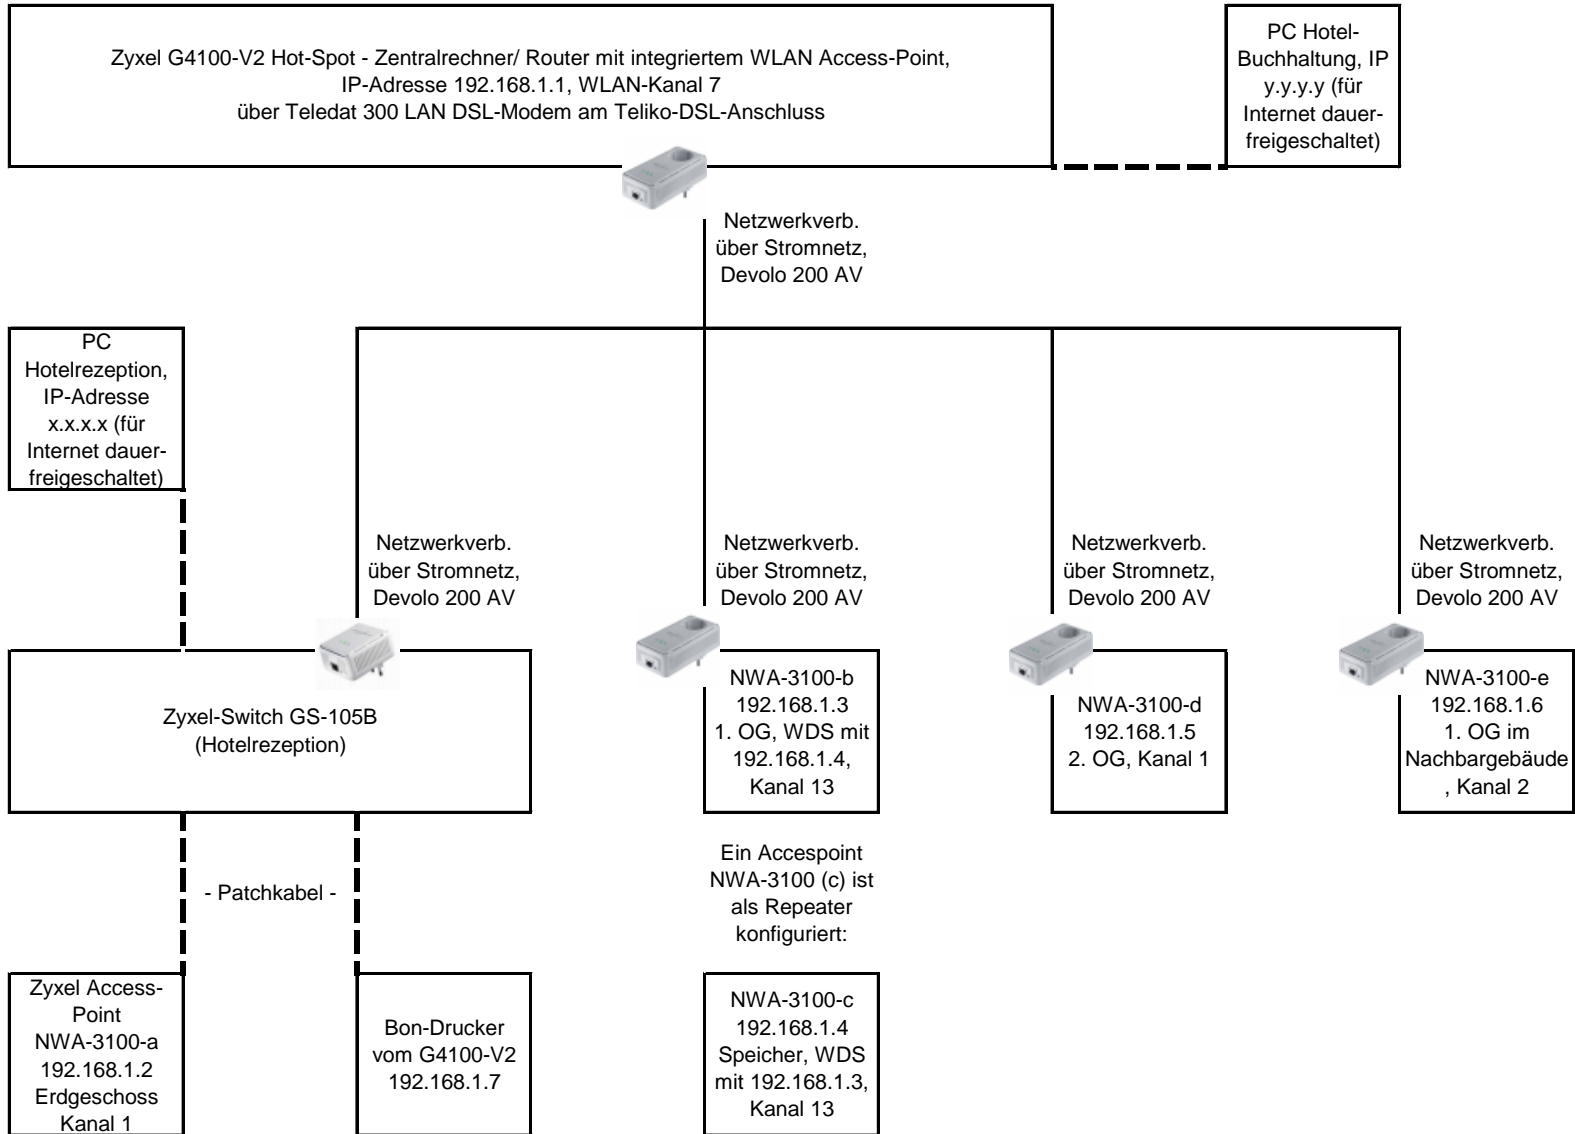 Zyxel G4100-V2 Hot-Spot - Zentralrechner/ Router mit integriertem WLAN Access-Point,
IP-Adresse 192.168.1.1, WLAN-Kanal 7
über Teledat 300 LAN DSL-Modem am Teliko-DSL-Anschluss
PC Hotel-
Buchhaltung, IP
y.y.y.y (für
Internet dauer-
freigeschaltet)
Netzwerkverb.
über Stromnetz,
Devolo 200 AV
PC
Hotelrezeption,
IP-Adresse
x.x.x.x (für
Internet dauer-
freigeschaltet)
Netzwerkverb.
über Stromnetz,
Devolo 200 AV
Netzwerkverb.
über Stromnetz,
Devolo 200 AV
Netzwerkverb.
über Stromnetz,
Devolo 200 AV
Netzwerkverb.
über Stromnetz,
Devolo 200 AV
Zyxel-Switch GS-105B
(Hotelrezeption)
NWA-3100-b
192.168.1.3
1. OG, WDS mit
192.168.1.4,
Kanal 13
NWA-3100-d
192.168.1.5
2. OG, Kanal 1
NWA-3100-e
192.168.1.6
1. OG im
Nachbargebäude
, Kanal 2
- Patchkabel -
Ein Accespoint
NWA-3100 (c) ist
als Repeater
konfiguriert:
Zyxel Access-
Point
NWA-3100-a
192.168.1.2
Erdgeschoss
Kanal 1
Bon-Drucker
vom G4100-V2
192.168.1.7
NWA-3100-c
192.168.1.4
Speicher, WDS
mit 192.168.1.3,
Kanal 13